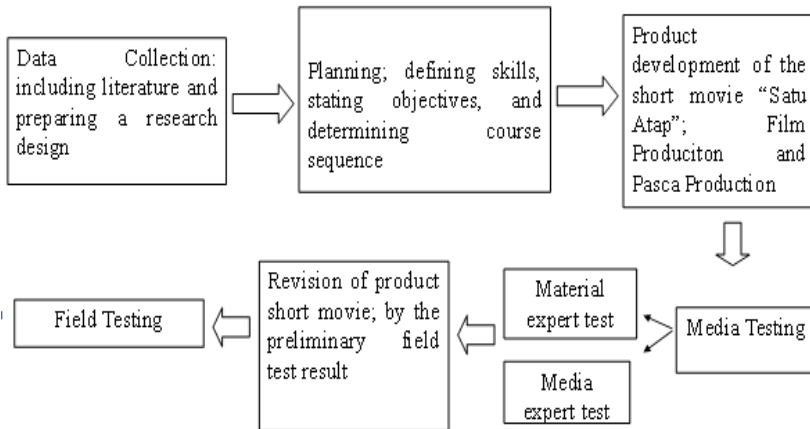 Data Collection:
including literature and
preparing a research
design
Planning; defining skills,
stating objectives, and
determining course
sequence
Product
development of the
short movie “Satu
Atap”; Film
Produciton and
Pasca Production
Media Testing
Material
expert test
Media
expert test
Revision of product
short movie; by the
preliminary field
test result
Field Testing